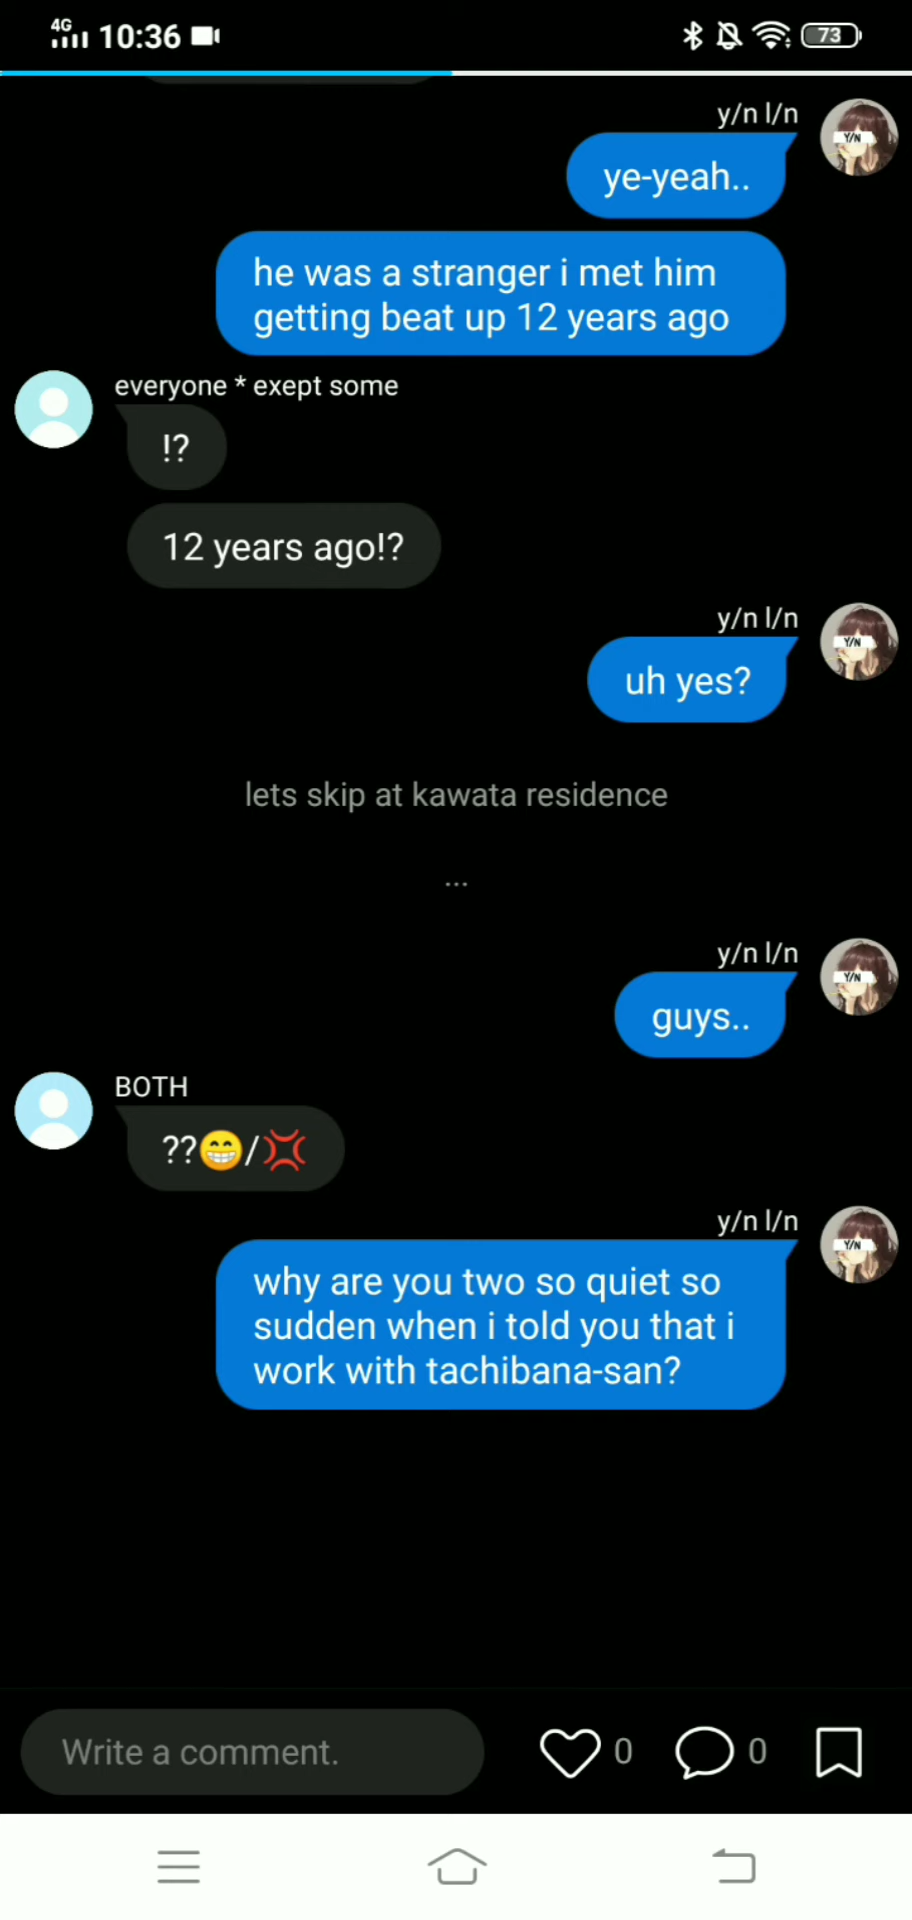 4G 10:36 73
y/n l/n
Y/N
ye-yeah..
he was a stranger i met him
getting beat up 12 years ago
everyone * exept some
!?
12 years ago!?
y/n l/n
Y/N
uh yes?
lets skip at kawata residence
...
y/n l/n
Y/N
guys..
BOTH
??😁/💢
y/n l/n
Y/N
why are you two so quiet so
sudden when i told you that i
work with tachibana-san?
Write a comment. 0 0